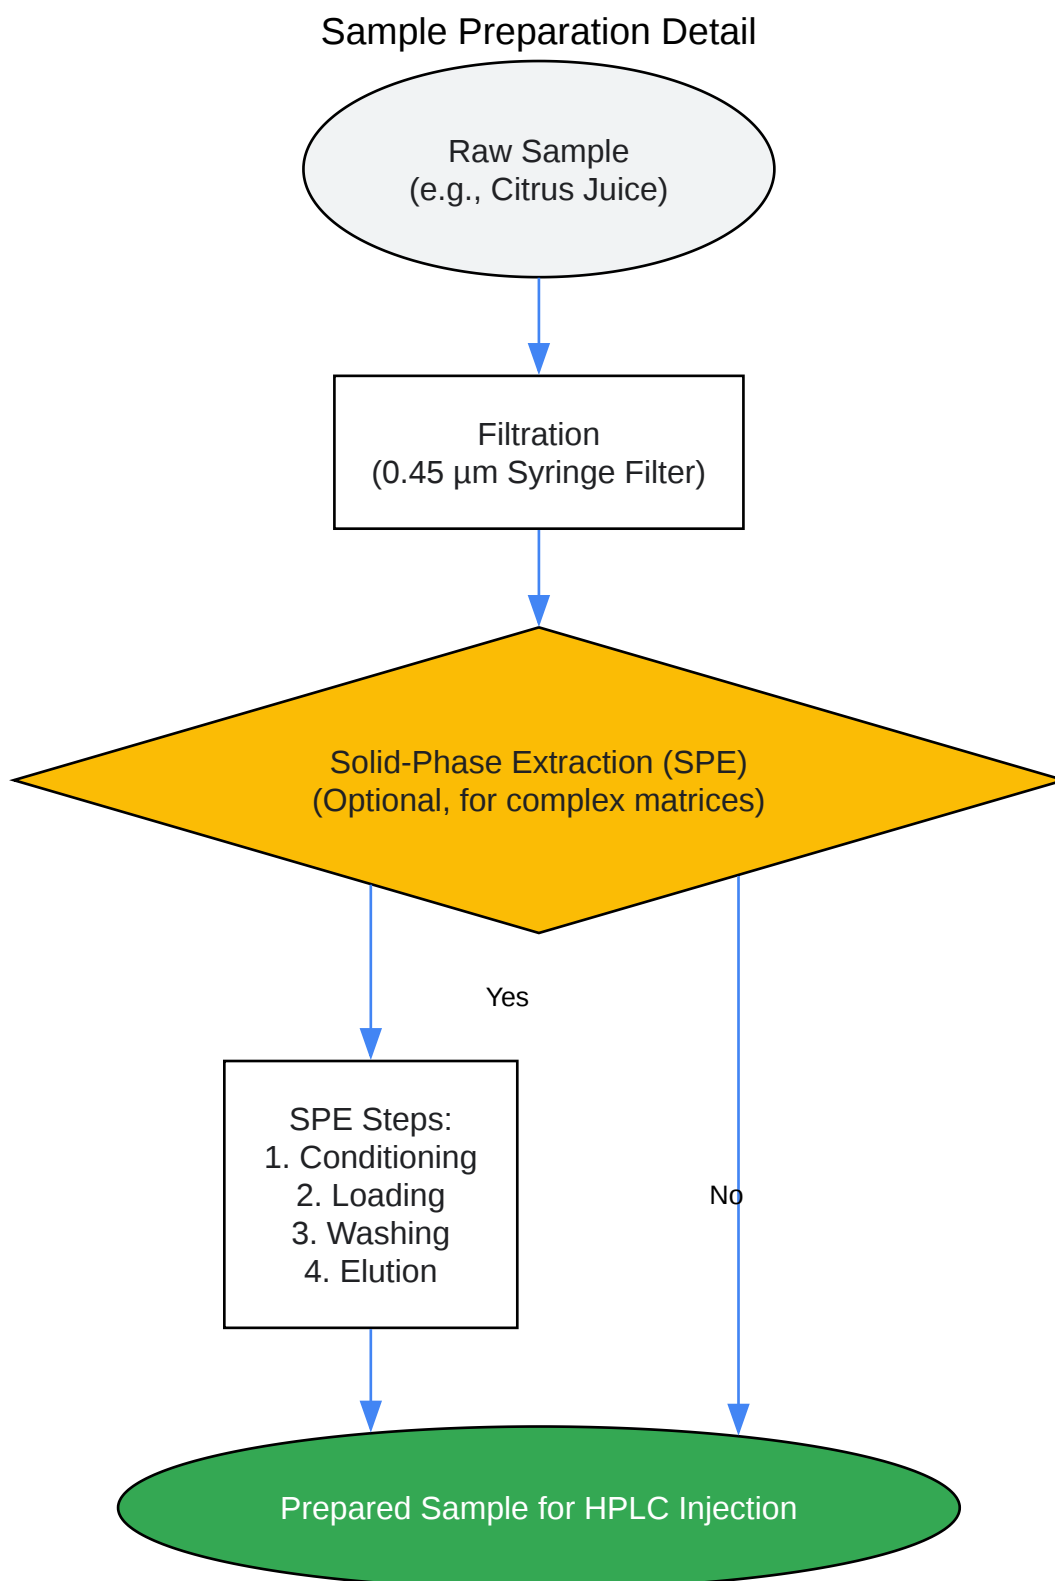 Sample Preparation Detail
Raw Sample
(e.g., Citrus Juice)
Filtration
(0.45 µm Syringe Filter)
Solid-Phase Extraction (SPE)
(Optional, for complex matrices)
Yes
SPE Steps:
1. Conditioning
2. Loading
3. Washing
4. Elution
No
Prepared Sample for HPLC Injection